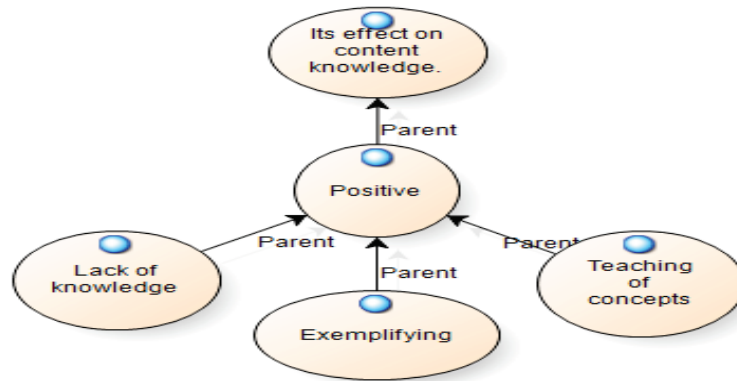 Its effect on
content
knowledge.
Parent
Positive
Parent
Parent
Parent
Lack of
knowledge
Exemplifying
Teaching
of
concepts